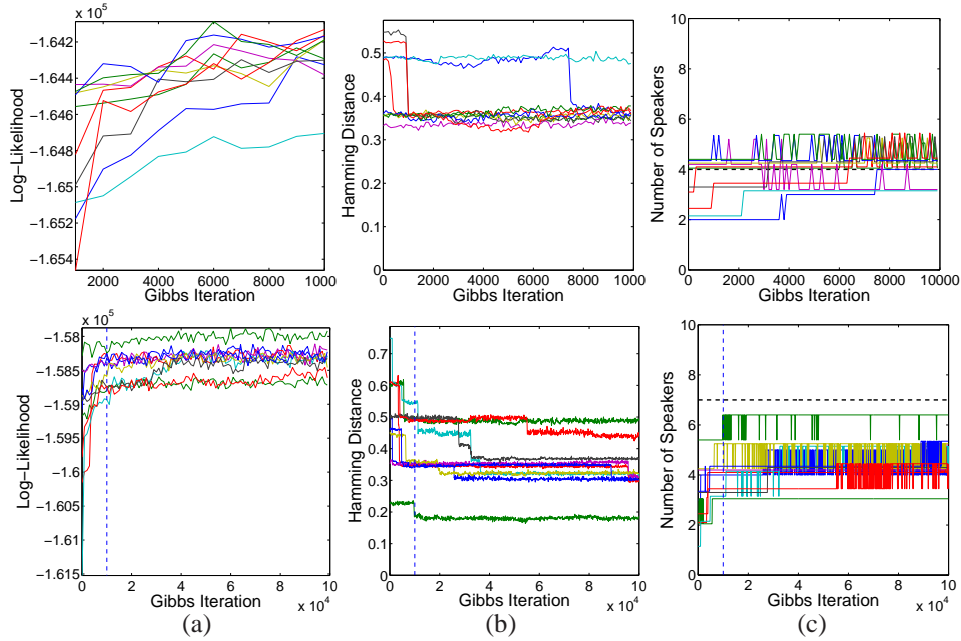 x 10^5
−1.642
−1.644
−1.646
−1.648
−1.65
−1.652
−1.654
Log−Likelihood
2000 4000 6000 8000 10000
Gibbs Iteration
0.5
0.4
0.3
0.2
0.1
0
Hamming Distance
0 2000 4000 6000 8000 10000
Gibbs Iteration
10
8
6
4
2
0
Number of Speakers
0 2000 4000 6000 8000 10000
Gibbs Iteration
x 10^5
−1.58
−1.585
−1.59
−1.595
−1.6
−1.605
−1.61
−1.615
Log−Likelihood
0 2 4 6 8 10
Gibbs Iteration
x 10^4
(a)
0.7
0.6
0.5
0.4
0.3
0.2
0.1
0
Hamming Distance
0 2 4 6 8 10
Gibbs Iteration
x 10^4
(b)
10
8
6
4
2
0
Number of Speakers
0 2 4 6 8 10
Gibbs Iteration
x 10^4
(c)